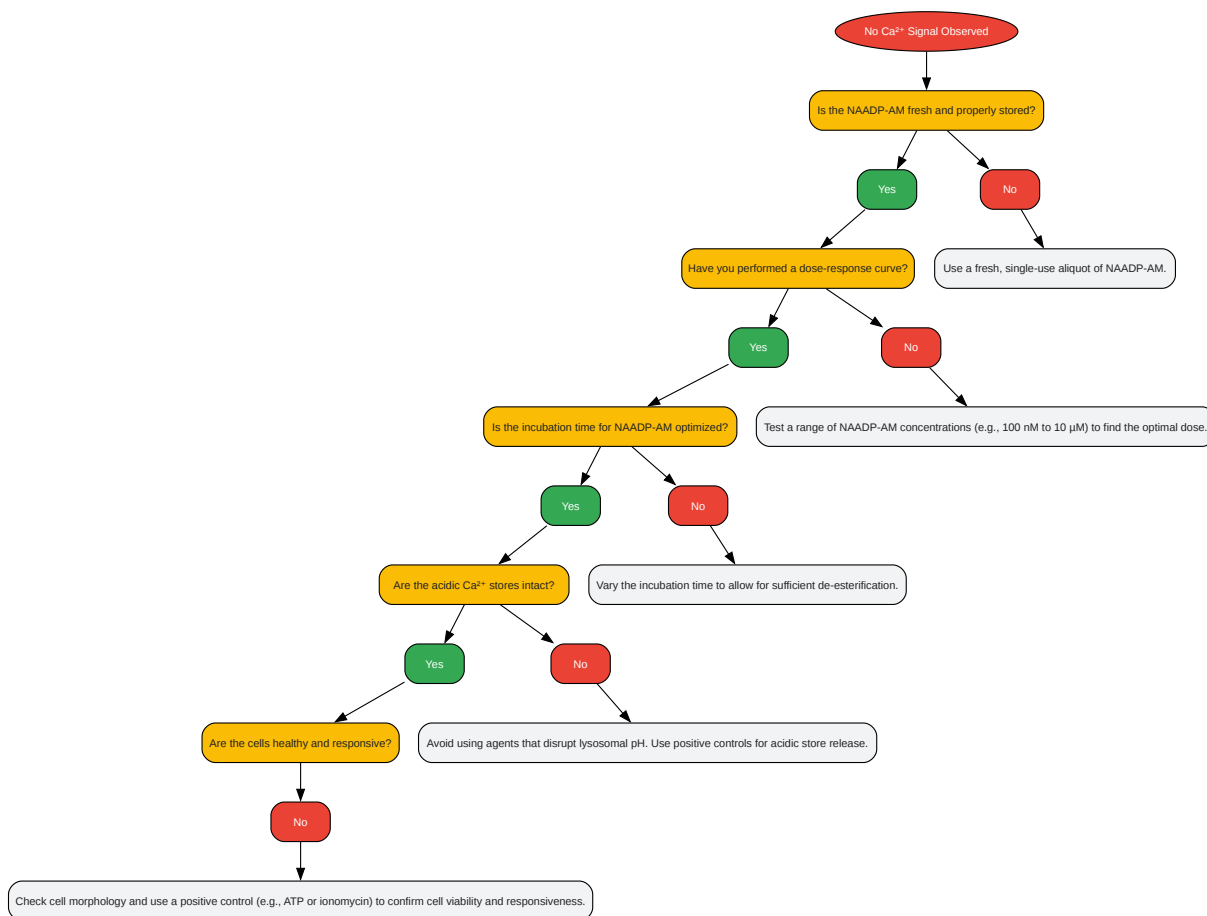 No Ca²⁺ Signal Observed
Is the NAADP-AM fresh and properly stored?
Yes
No
Have you performed a dose-response curve?
Use a fresh, single-use aliquot of NAADP-AM.
Yes
No
Is the incubation time for NAADP-AM optimized?
Test a range of NAADP-AM concentrations (e.g., 100 nM to 10 µM) to find the optimal dose.
Yes
No
Are the acidic Ca²⁺ stores intact?
Vary the incubation time to allow for sufficient de-esterification.
Yes
No
Are the cells healthy and responsive?
Avoid using agents that disrupt lysosomal pH. Use positive controls for acidic store release.
No
Check cell morphology and use a positive control (e.g., ATP or ionomycin) to confirm cell viability and responsiveness.